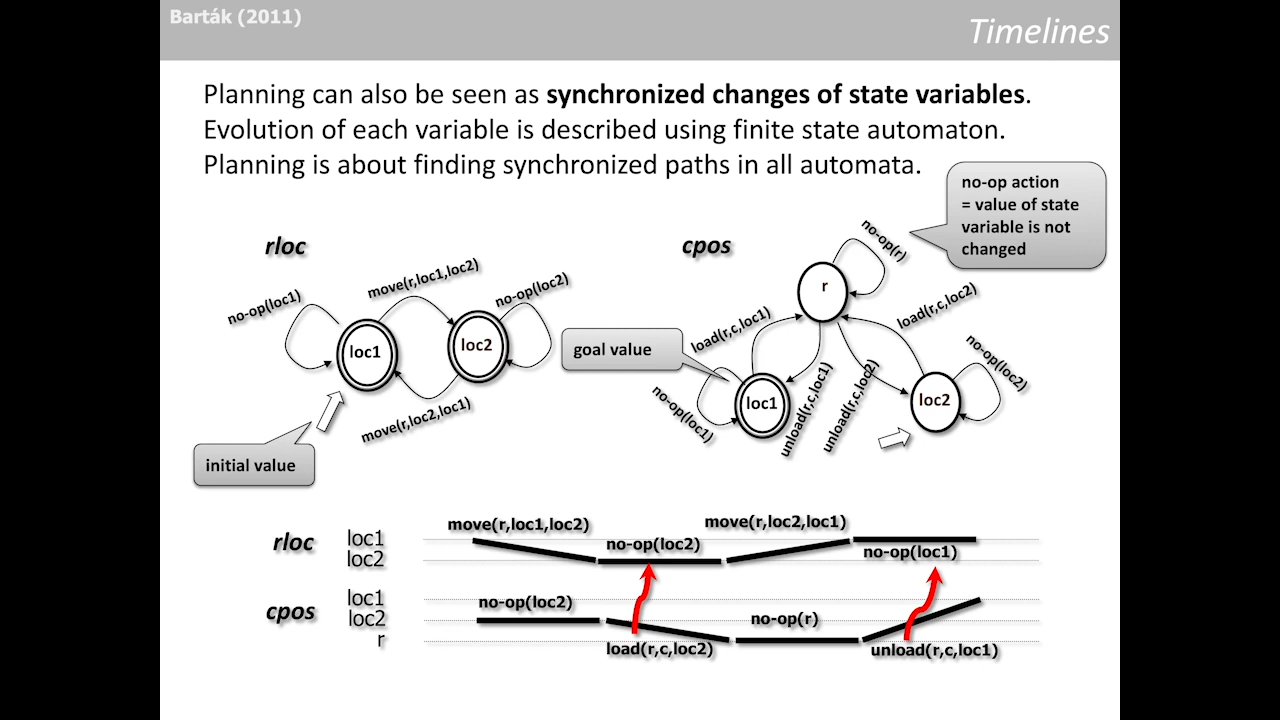 Barták (2011)
Timelines
Planning can also be seen as synchronized changes of state variables.
Evolution of each variable is described using finite state automaton.
Planning is about finding synchronized paths in all automata.
no-op action
= value of state
variable is not
changed
rloc
no-op(loc1)
move(r,loc1,loc2)
no-op(loc2)
loc1
loc2
move(r,loc2,loc1)
initial value
cpos
no-op(r)
r
load(r,c,loc1)
load(r,c,loc2)
goal value
no-op(loc1)
loc1
unload(r,c,loc1)
unload(r,c,loc2)
loc2
no-op(loc2)
rloc
loc1
loc2
move(r,loc1,loc2)
no-op(loc2)
move(r,loc2,loc1)
no-op(loc1)
cpos
loc1
loc2
r
no-op(loc2)
load(r,c,loc2)
no-op(r)
unload(r,c,loc1)